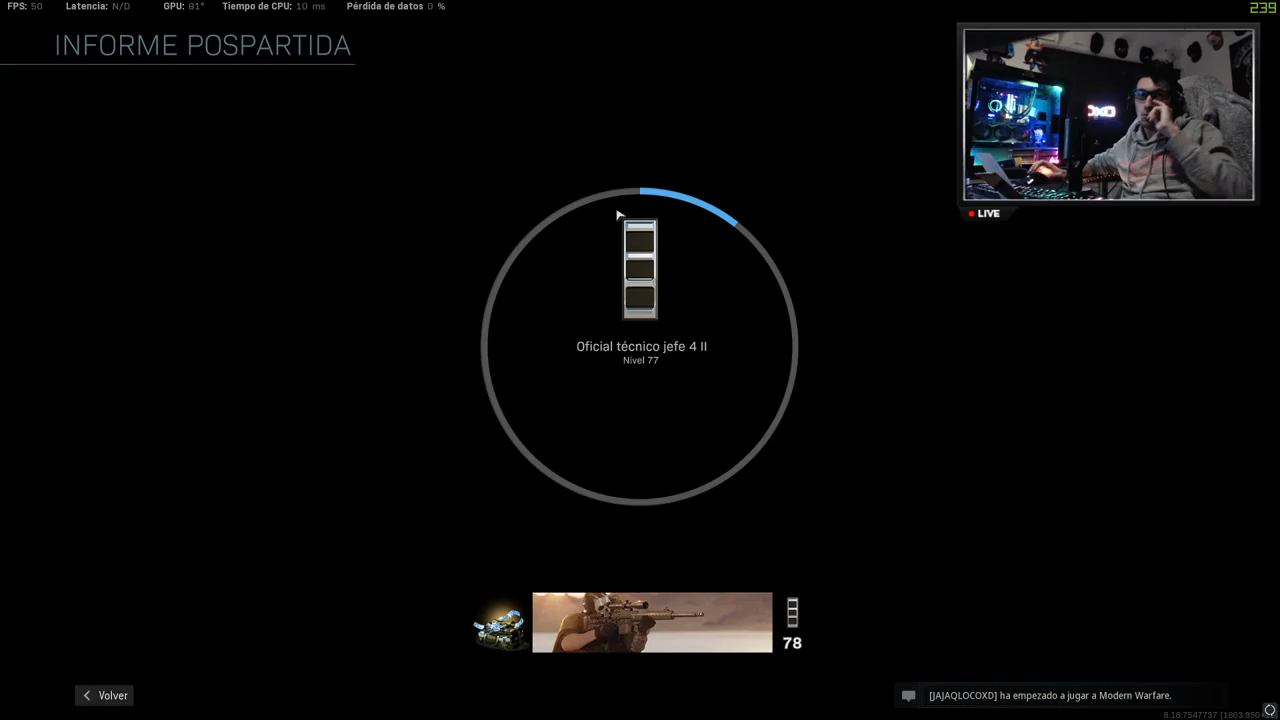 FPS: 50 Latencia: N/D GPU: 81° Tiempo de CPU: 10 ms Pérdida de datos 0 %
239
INFORME POSPARTIDA
OXD
LIVE
Oficial técnico jefe 4 II
Nivel 77
78
Volver
[JAJAQLOCOXD] ha empezado a jugar a Modern Warfare.